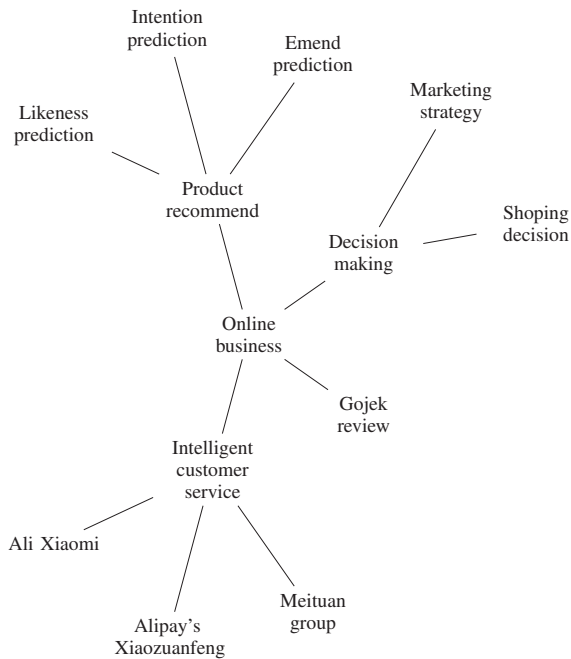 Intention
prediction
Emend
prediction
Marketing
strategy
Likeness
prediction
Product
recommend
Shoping
decision
Decision
making
Online
business
Gojek
review
Intelligent
customer
service
Ali Xiaomi
Meituan
group
Alipay's
Xiaozuanfeng